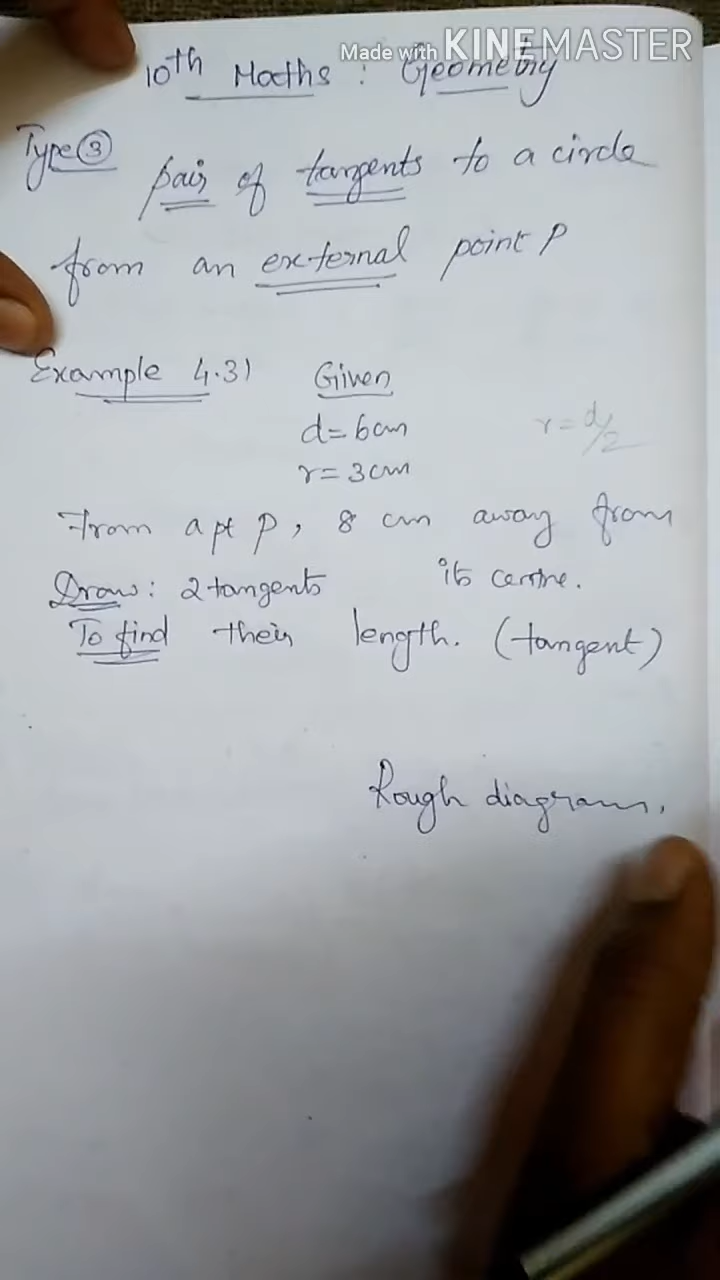 Made with KINEMASTER
10th Maths : Geometry
Type ③
pair of tangents to a circle
from an external point P
Example 4.31 Given
d = 6cm
r = d/2
r = 3cm
From a pt P, 8 cm away from
its centre.
Draw: 2 tangents
To find their length. (tangent)
Rough diagram,